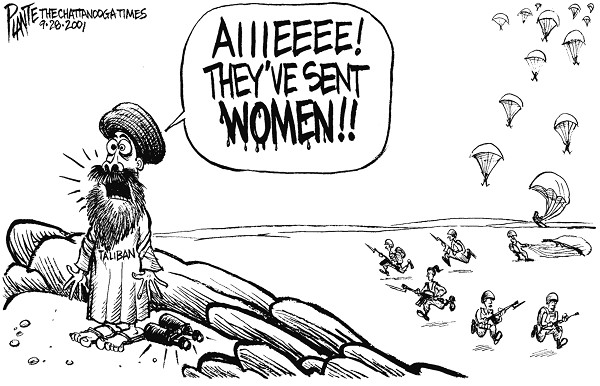 PLANTE THE CHATTANOOGA TIMES
9.28.2001
AIIIEEEE!
THEY'VE SENT
WOMEN!!
TALIBAN